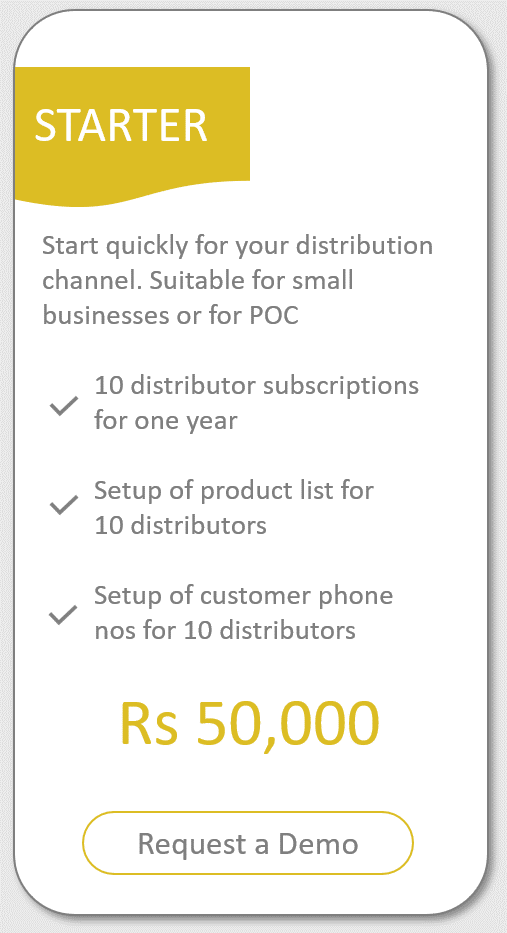 STARTER
Start quickly for your distribution
channel. Suitable for small
businesses or for POC
10 distributor subscriptions
for one year
Setup of product list for
10 distributors
Setup of customer phone
nos for 10 distributors
Rs 50,000
Request a Demo